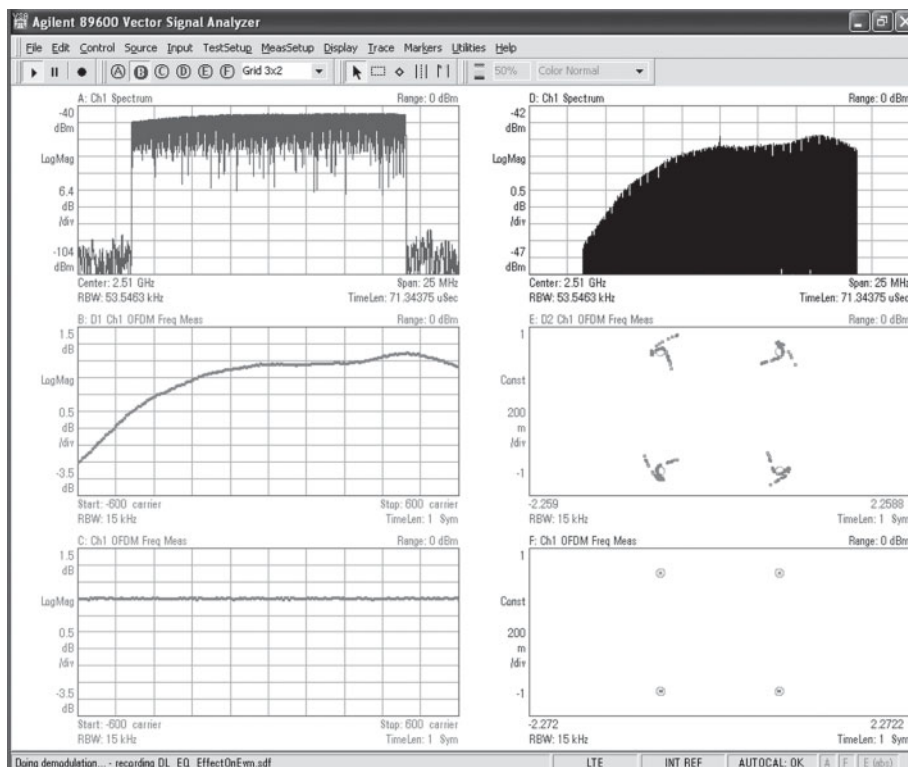 Agilent 89600 Vector Signal Analyzer
File Edit Control Source Input TestSetup MeasSetup Display Trace Markers Utilities Help
A B C D E F Grid 3x2 50% Color Normal
A: Ch1 Spectrum Range: 0 dBm
-40
dBm
LogMag
6.4
dB
/div
-104
dBm
Center: 2.51 GHz Span: 25 MHz
RBW: 53.5463 kHz TimeLen: 71.34375 uSec
D: Ch1 Spectrum Range: 0 dBm
-42
dBm
LogMag
0.5
dB
/div
-47
dBm
Center: 2.51 GHz Span: 25 MHz
RBW: 53.5463 kHz TimeLen: 71.34375 uSec
B: D1 Ch1 OFDM Freq Meas Range: 0 dBm
1.5
dB
LogMag
0.5
dB
/div
-3.5
dB
Start: -600 carrier Stop: 600 carrier
RBW: 15 kHz TimeLen: 1 Sym
E: D2 Ch1 OFDM Freq Meas Range: 0 dBm
1
Const
200
m
/div
-1
-2.259 2.2588
RBW: 15 kHz TimeLen: 1 Sym
C: Ch1 OFDM Freq Meas Range: 0 dBm
1.5
dB
LogMag
0.5
dB
/div
-3.5
dB
Start: -600 carrier Stop: 600 carrier
RBW: 15 kHz TimeLen: 1 Sym
F: Ch1 OFDM Freq Meas Range: 0 dBm
1
Const
200
m
/div
-1
-2.272 2.2722
RBW: 15 kHz TimeLen: 1 Sym
Doing demodulation... - recording DL_EQ_EffectOnEvm.sdf LTE INT REF AUTOCAL: OK A F E (abs)